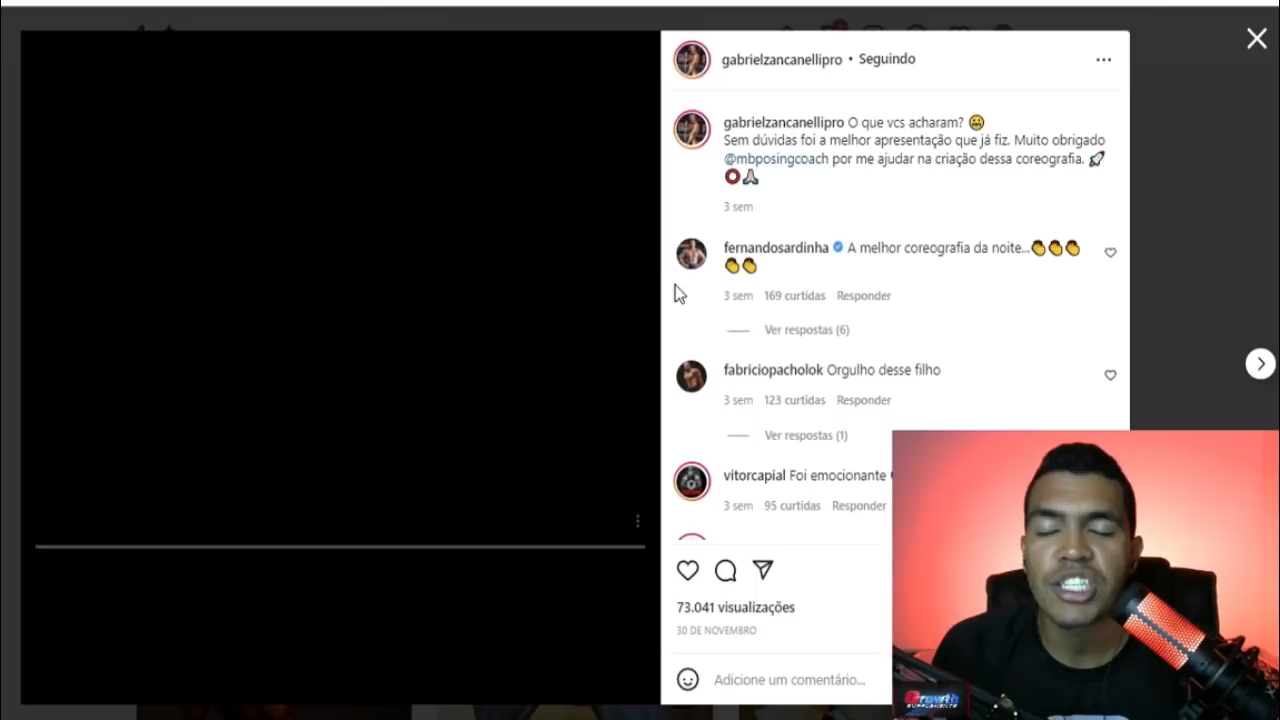 gabrielzancanellipro • Seguindo
gabrielzancanellipro O que vcs acharam? 😜
Sem dúvidas foi a melhor apresentação que já fiz. Muito obrigado
@mbposingcoach por me ajudar na criação dessa coreografia. 🚀
⭕🙏🏻
3 sem
fernandosardinha A melhor coreografia da noite...👏👏👏
👏👏
3 sem 169 curtidas Responder
Ver respostas (6)
fabriciopacholok Orgulho desse filho
3 sem 123 curtidas Responder
Ver respostas (1)
vitorcapial Foi emocionante
3 sem 95 curtidas Responder
73.041 visualizações
30 DE NOVEMBRO
Adicione um comentário...
Growth
SUPPLEMENTS